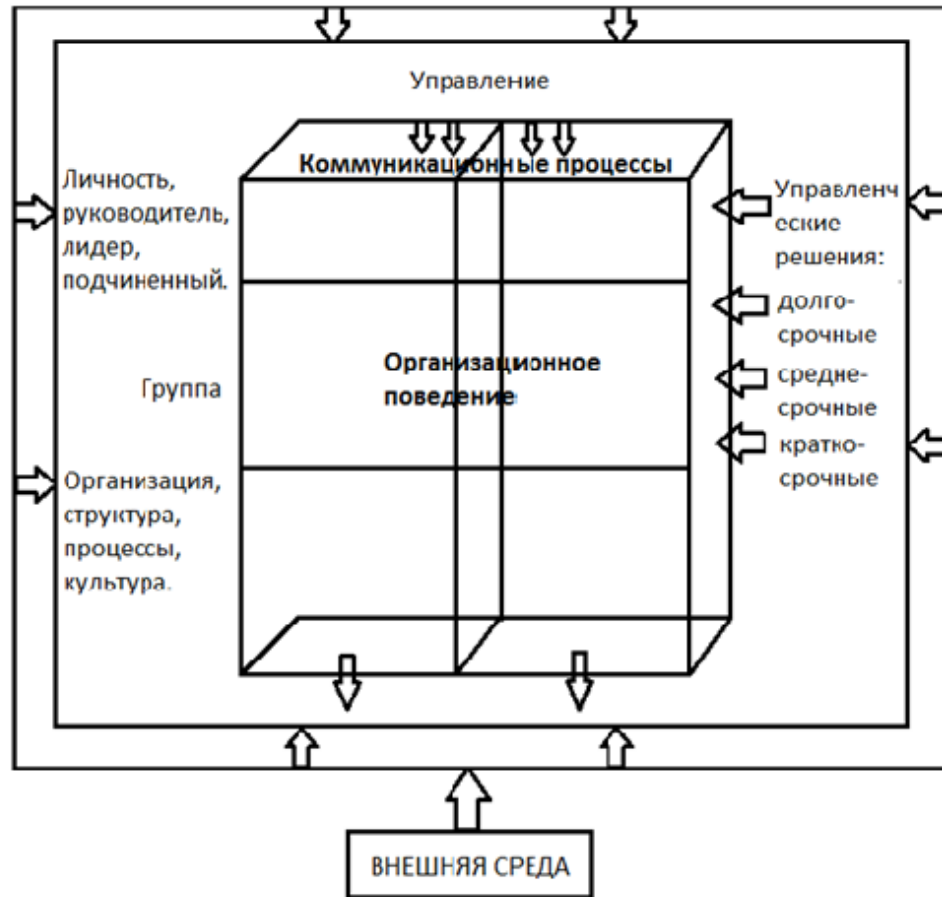 Управление
Коммуникационные процессы
Личность,
руководитель,
лидер,
подчиненный.
Группа
Организация,
структура,
процессы,
культура.
Организационное
поведение
Управленч
еские
решения:
долго-
срочные
средне-
срочные
кратко-
срочные
ВНЕШНЯЯ СРЕДА